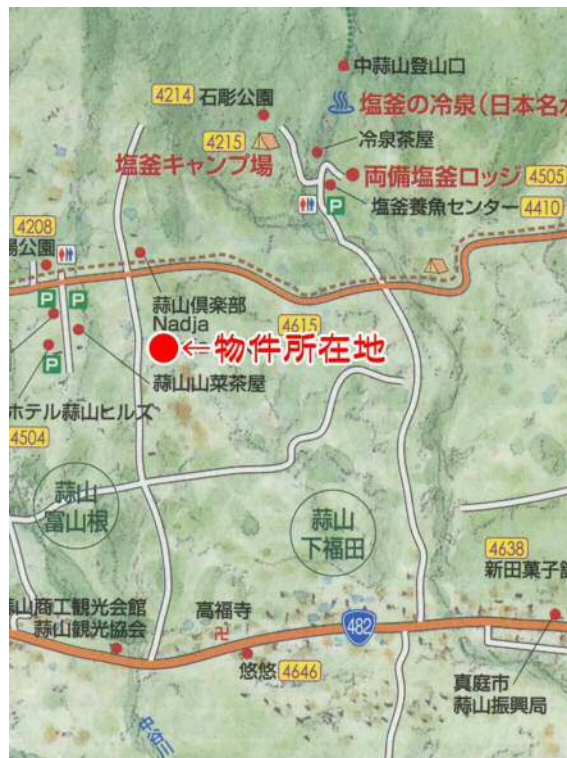 中蒜山登山口
4214 石彫公園
塩釜の冷泉(日本名水
4215
冷泉茶屋
塩釜キャンプ場
両備塩釜ロッジ 4505
P
塩釜養魚センター 4410
4208
場公園
P P
蒜山倶楽部
Nadja
4615
←物件所在地
P
蒜山山菜茶屋
ホテル蒜山ヒルズ
4504
蒜山
富山根
蒜山
下福田
4638
新田菓子舗
蒜山商工観光会館
蒜山観光協会
高福寺
卍
482
悠悠 4646
真庭市
蒜山振興局